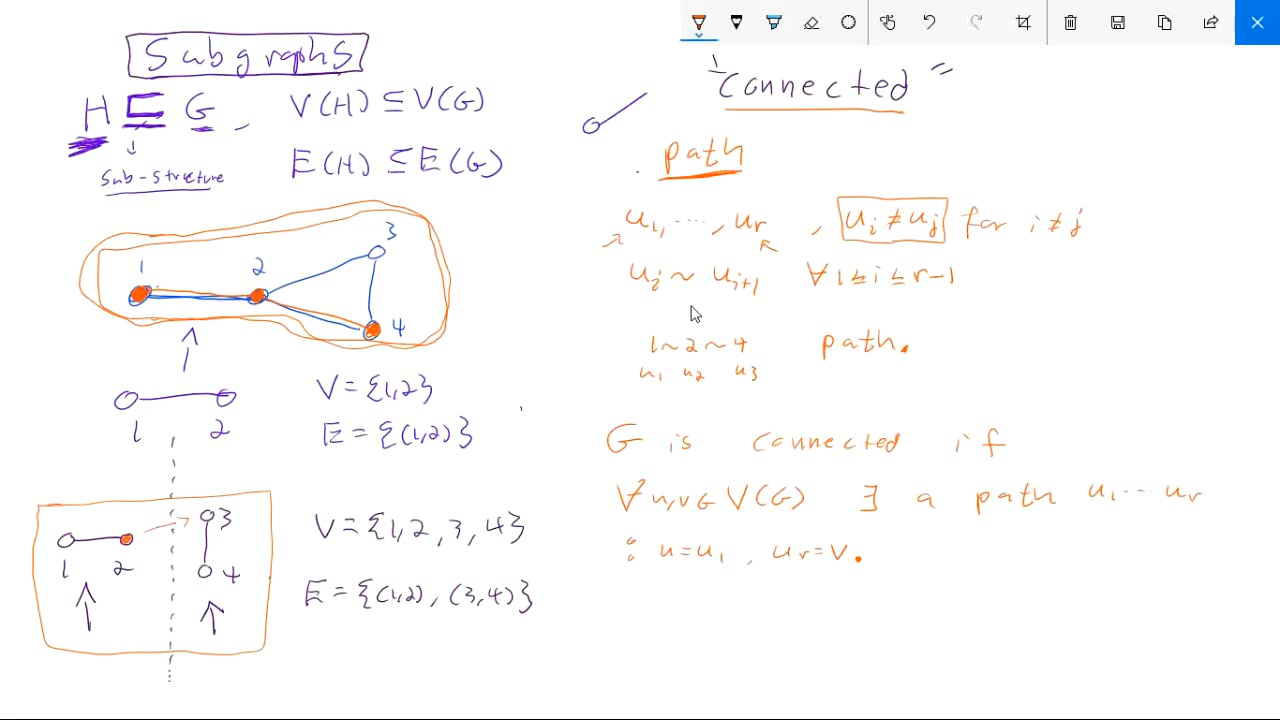 Subgraphs
H ⊑ G , V(H) ⊆ V(G)
E(H) ⊆ E(G)
Sub-structure
1 2 3 4
1 2
V = {1,2}
E = {(1,2)}
1 2 3 4
V = {1,2,3,4}
E = {(1,2), (3,4)}
"Connected"
path
u₁, ..., uᵣ , uᵢ ≠ uⱼ for i ≠ j
uⱼ ~ uᵢ₊₁ ∀ 1 ≤ i ≤ r-1
1 ~ 2 ~ 4 path.
u₁ u₂ u₃
G is connected if
∀ u,v ∈ V(G) ∃ a path u₁ ... uᵣ
: u = u₁ , uᵣ = v.